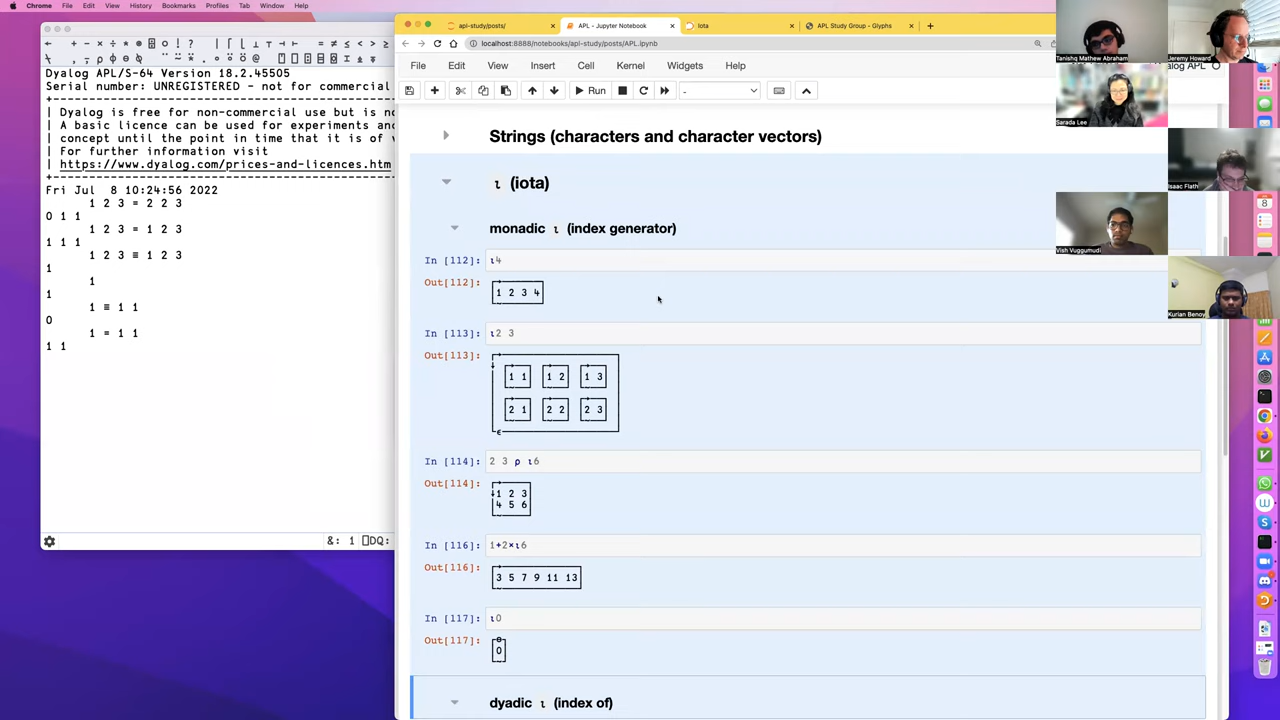 Chrome File Edit View History Bookmarks Profiles Tab Window Help
apl-study/posts/
APL - Jupyter Notebook
Iota
APL Study Group - Glyphs
localhost:8888/notebooks/apl-study/posts/APL.ipynb
File Edit View Insert Cell Kernel Widgets Help
Run
Dyalog APL/S-64 Version 18.2.45505
Serial number: UNREGISTERED - not for commercial
| Dyalog is free for non-commercial use but is no
| A basic licence can be used for experiments and
| concept until the point in time that it is of v
| For further information visit
| https://www.dyalog.com/prices-and-licences.htm
Fri Jul 8 10:24:56 2022
1 2 3 = 2 2 3
0 1 1
1 2 3 = 1 2 3
1 1 1
1 2 3 ≡ 1 2 3
1
1
1
1 ≡ 1 1
0
1 = 1 1
1 1
&: 1 ⎕DQ:
Strings (characters and character vectors)
⍳ (iota)
monadic ⍳ (index generator)
In [112]: ⍳4
Out[112]: 1 2 3 4
In [113]: ⍳2 3
Out[113]:
1 1 1 2 1 3
2 1 2 2 2 3
In [114]: 2 3 ⍴ ⍳6
Out[114]: 1 2 3
4 5 6
In [116]: 1+2×⍳6
Out[116]: 3 5 7 9 11 13
In [117]: ⍳0
Out[117]: 0
dyadic ⍳ (index of)
Tanishq Mathew Abraham
Jeremy Howard
Sarada Lee
Isaac Flath
Vish Vuggumudi
Kurian Benoy